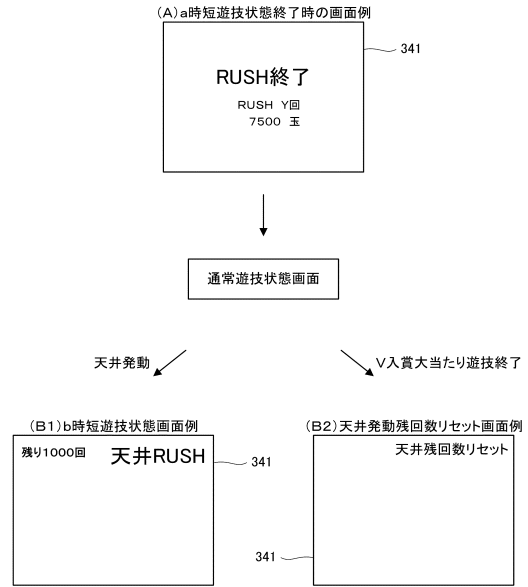 (A)a時短遊技状態終了時の画面例
341
RUSH終了
RUSH Y回
7500 玉
通常遊技状態画面
天井発動
V入賞大当たり遊技終了
(B1)b時短遊技状態画面例
(B2)天井発動残回数リセット画面例
残り1000回
天井RUSH
341
天井残回数リセット
341